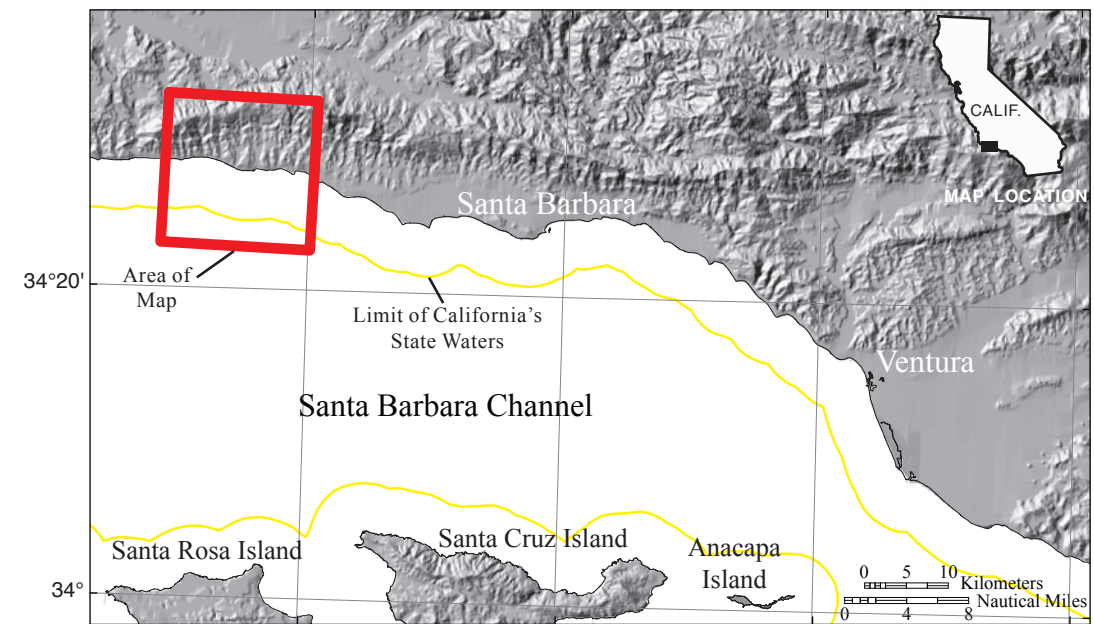 CALIF.
MAP LOCATION
Santa Barbara
Area of
Map
34°20'
Limit of California's
State Waters
Ventura
Santa Barbara Channel
Santa Rosa Island
Santa Cruz Island
Anacapa
Island
34°
0 5 10
Kilometers
Nautical Miles
0 4 8